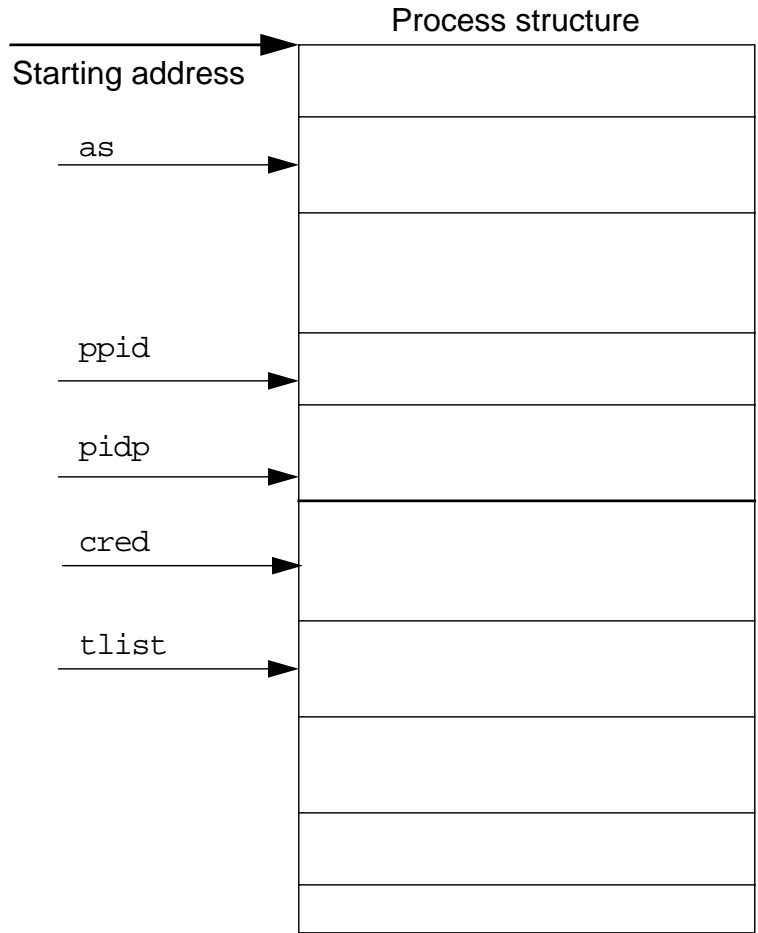 Process structure
Starting address
as
ppid
pidp
cred
tlist